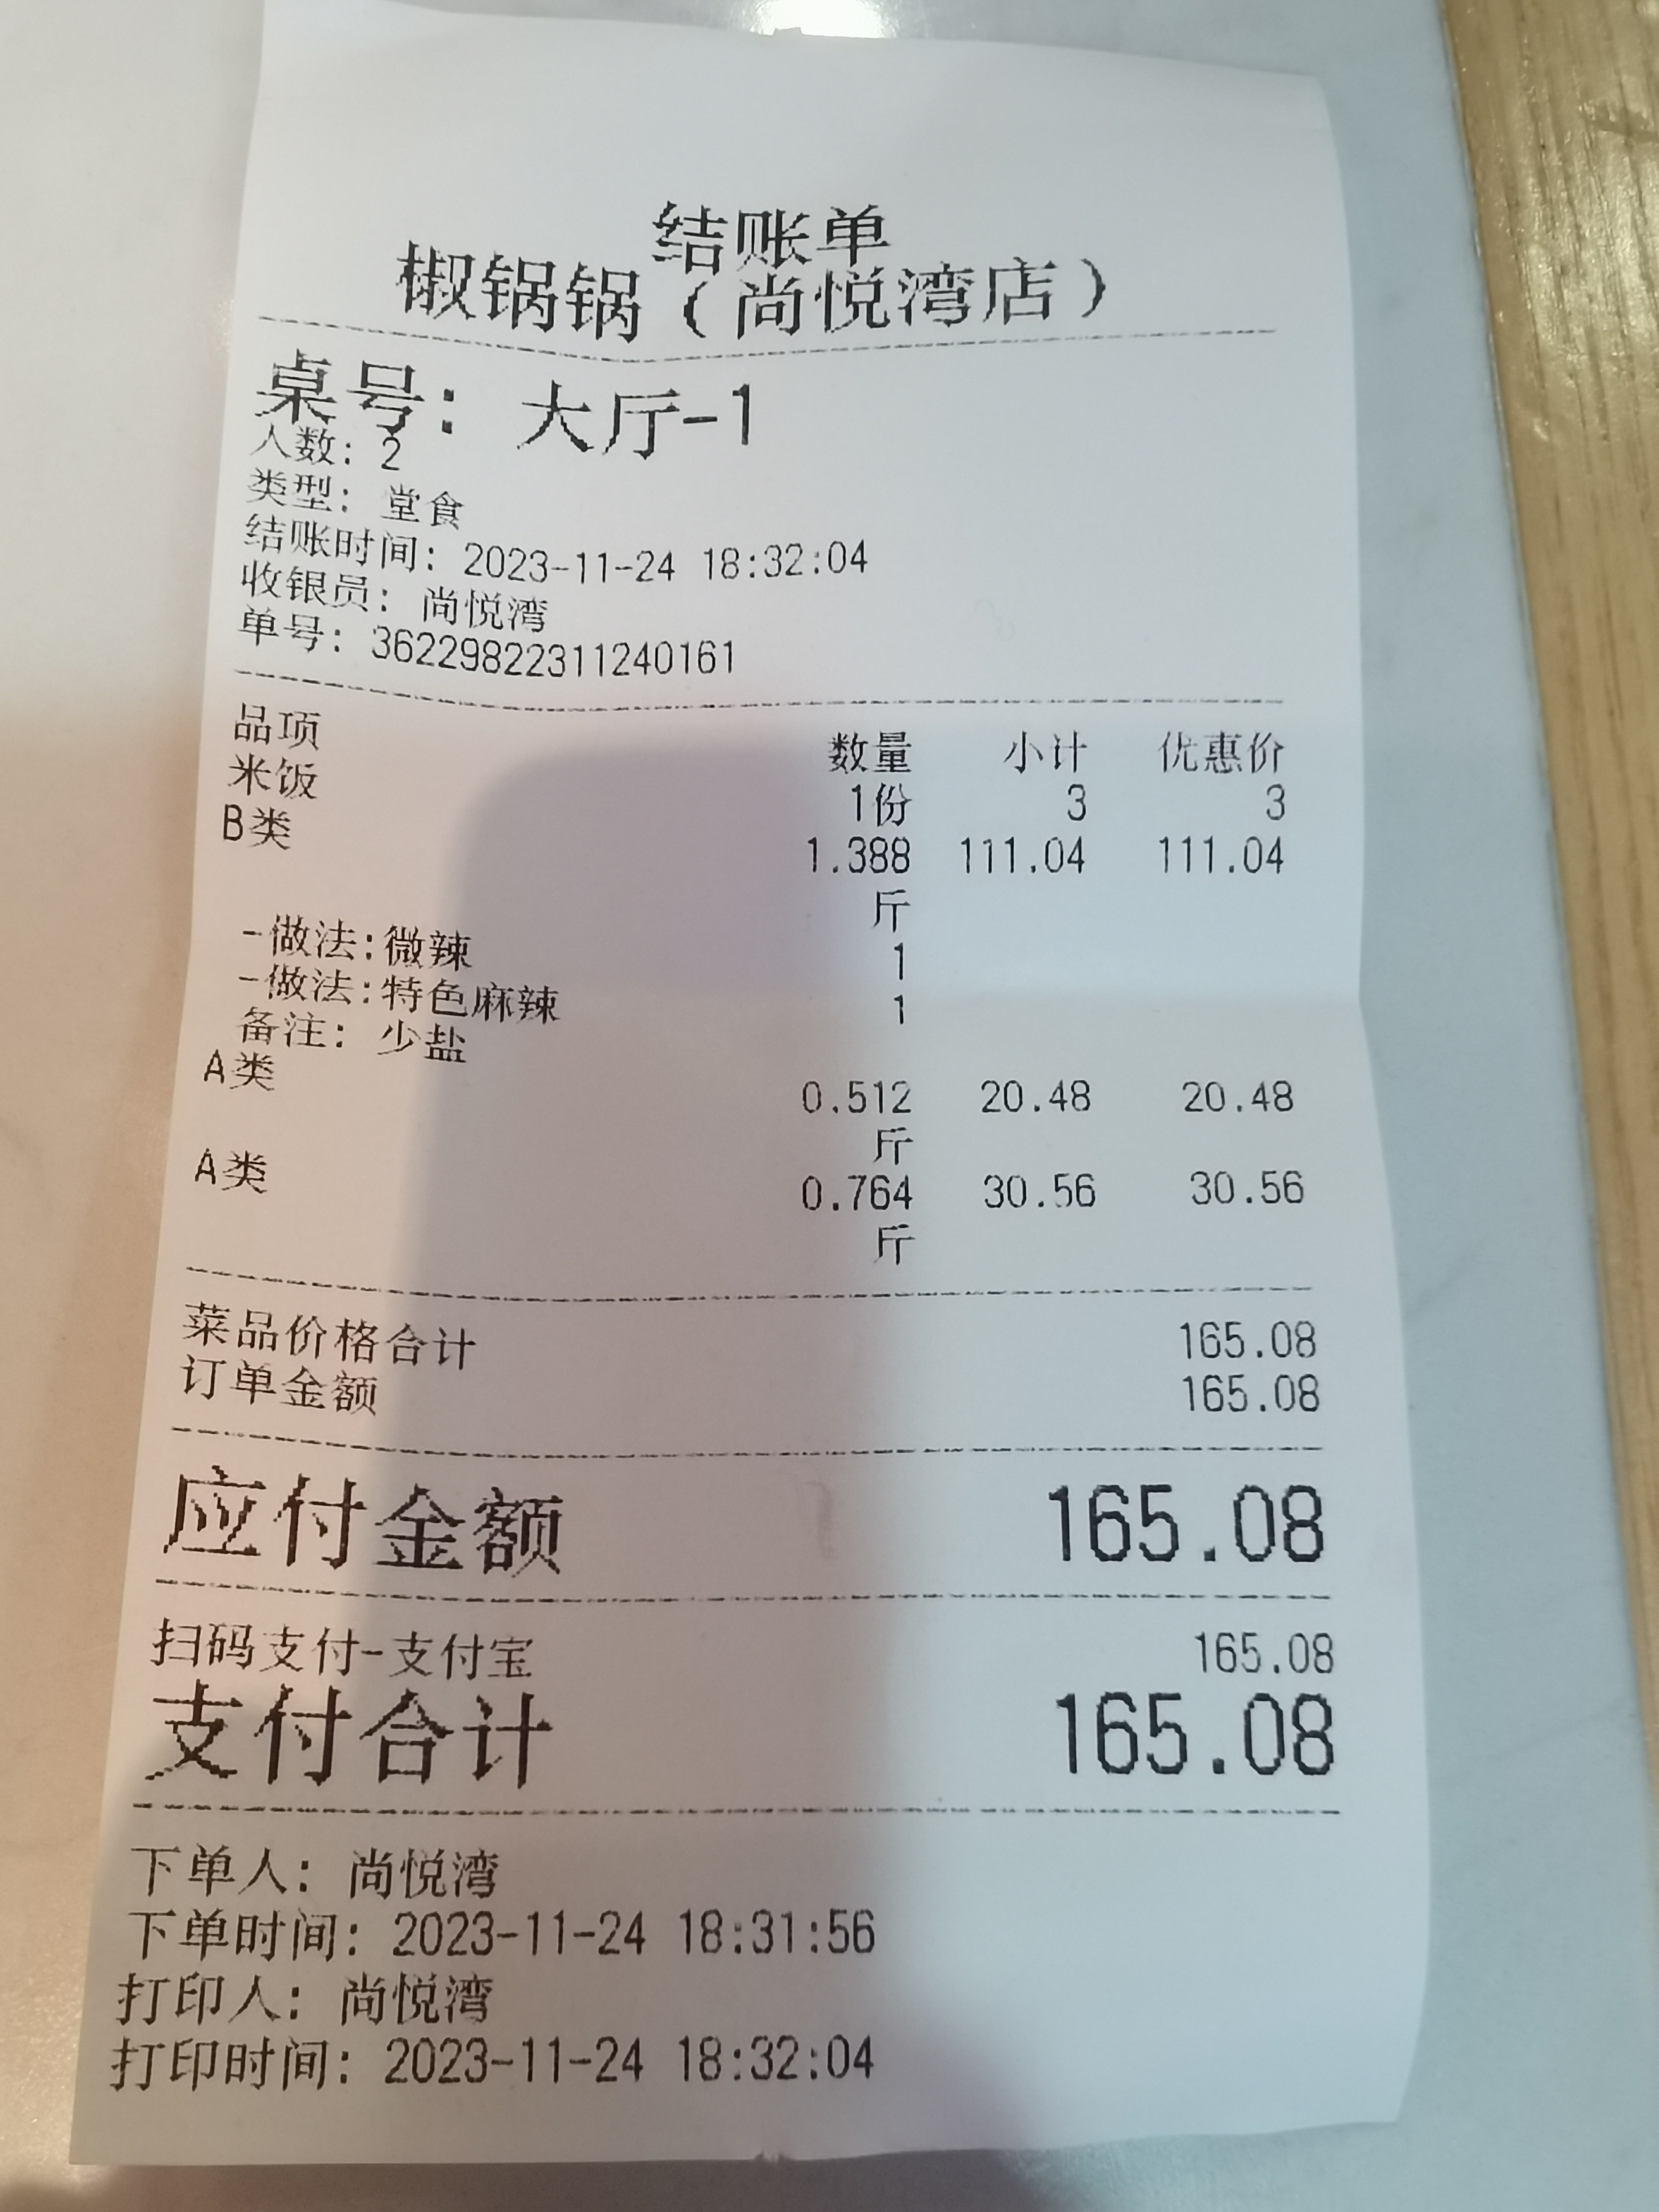 结账单
椒锅锅(尚悦湾店)
桌号: 大厅-1
人数: 2
类型: 堂食
结账时间: 2023-11-24 18:32:04
收银员: 尚悦湾
单号: 36229822311240161
品项 数量 小计 优惠价
米饭 1份 3 3
B类 1.388 111.04 111.04
斤
-做法:微辣 1
-做法:特色麻辣 1
备注: 少盐
A类 0.512 20.48 20.48
斤
A类 0.764 30.56 30.56
斤
菜品价格合计 165.08
订单金额 165.08
应付金额 165.08
扫码支付-支付宝 165.08
支付合计 165.08
下单人: 尚悦湾
下单时间: 2023-11-24 18:31:56
打印人: 尚悦湾
打印时间: 2023-11-24 18:32:04